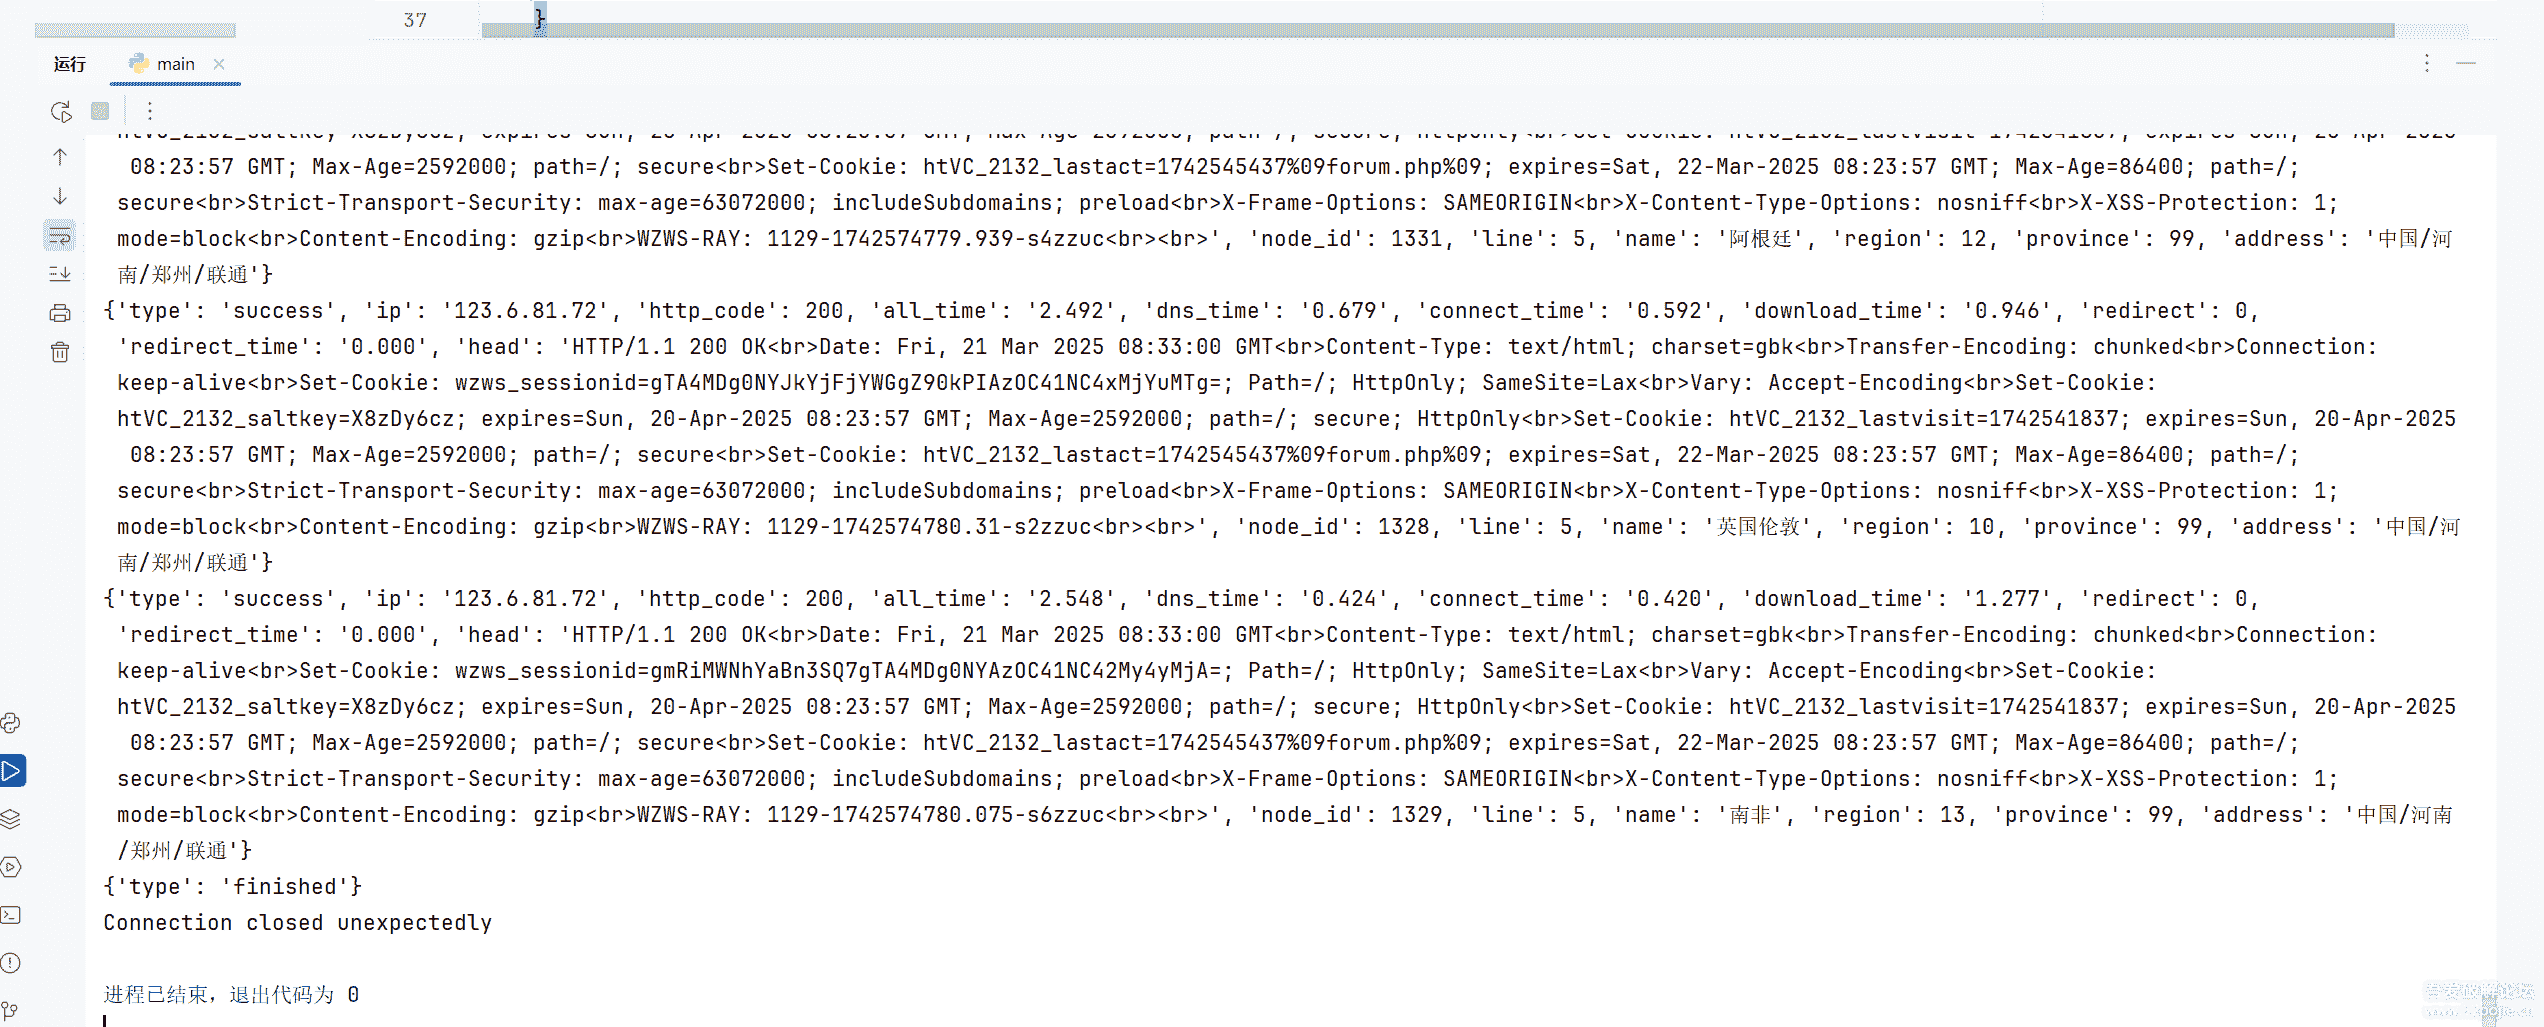 37 }
运行 main
08:23:57 GMT; Max-Age=2592000; path=/; secure<br>Set-Cookie: htVC_2132_lastact=1742545437%09forum.php%09; expires=Sat, 22-Mar-2025 08:23:57 GMT; Max-Age=86400; path=/;
secure<br>Strict-Transport-Security: max-age=63072000; includeSubdomains; preload<br>X-Frame-Options: SAMEORIGIN<br>X-Content-Type-Options: nosniff<br>X-XSS-Protection: 1;
mode=block<br>Content-Encoding: gzip<br>WZWS-RAY: 1129-1742574779.939-s4zzuc<br><br>', 'node_id': 1331, 'line': 5, 'name': '阿根廷', 'region': 12, 'province': 99, 'address': '中国/河
南/郑州/联通'}
{'type': 'success', 'ip': '123.6.81.72', 'http_code': 200, 'all_time': '2.492', 'dns_time': '0.679', 'connect_time': '0.592', 'download_time': '0.946', 'redirect': 0,
'redirect_time': '0.000', 'head': 'HTTP/1.1 200 OK<br>Date: Fri, 21 Mar 2025 08:33:00 GMT<br>Content-Type: text/html; charset=gbk<br>Transfer-Encoding: chunked<br>Connection:
keep-alive<br>Set-Cookie: wzws_sessionid=gTA4MDg0NYJkYjFjYWGgZ90kPIAzOC41NC4xMjYuMTg=; Path=/; HttpOnly; SameSite=Lax<br>Vary: Accept-Encoding<br>Set-Cookie:
htVC_2132_saltkey=X8zDy6cz; expires=Sun, 20-Apr-2025 08:23:57 GMT; Max-Age=2592000; path=/; secure; HttpOnly<br>Set-Cookie: htVC_2132_lastvisit=1742541837; expires=Sun, 20-Apr-2025
08:23:57 GMT; Max-Age=2592000; path=/; secure<br>Set-Cookie: htVC_2132_lastact=1742545437%09forum.php%09; expires=Sat, 22-Mar-2025 08:23:57 GMT; Max-Age=86400; path=/;
secure<br>Strict-Transport-Security: max-age=63072000; includeSubdomains; preload<br>X-Frame-Options: SAMEORIGIN<br>X-Content-Type-Options: nosniff<br>X-XSS-Protection: 1;
mode=block<br>Content-Encoding: gzip<br>WZWS-RAY: 1129-1742574780.31-s2zzuc<br><br>', 'node_id': 1328, 'line': 5, 'name': '英国伦敦', 'region': 10, 'province': 99, 'address': '中国/河
南/郑州/联通'}
{'type': 'success', 'ip': '123.6.81.72', 'http_code': 200, 'all_time': '2.548', 'dns_time': '0.424', 'connect_time': '0.420', 'download_time': '1.277', 'redirect': 0,
'redirect_time': '0.000', 'head': 'HTTP/1.1 200 OK<br>Date: Fri, 21 Mar 2025 08:33:00 GMT<br>Content-Type: text/html; charset=gbk<br>Transfer-Encoding: chunked<br>Connection:
keep-alive<br>Set-Cookie: wzws_sessionid=gmRiMWNhYaBn3SQ7gTA4MDg0NYAzOC41NC42My4yMjA=; Path=/; HttpOnly; SameSite=Lax<br>Vary: Accept-Encoding<br>Set-Cookie:
htVC_2132_saltkey=X8zDy6cz; expires=Sun, 20-Apr-2025 08:23:57 GMT; Max-Age=2592000; path=/; secure; HttpOnly<br>Set-Cookie: htVC_2132_lastvisit=1742541837; expires=Sun, 20-Apr-2025
08:23:57 GMT; Max-Age=2592000; path=/; secure<br>Set-Cookie: htVC_2132_lastact=1742545437%09forum.php%09; expires=Sat, 22-Mar-2025 08:23:57 GMT; Max-Age=86400; path=/;
secure<br>Strict-Transport-Security: max-age=63072000; includeSubdomains; preload<br>X-Frame-Options: SAMEORIGIN<br>X-Content-Type-Options: nosniff<br>X-XSS-Protection: 1;
mode=block<br>Content-Encoding: gzip<br>WZWS-RAY: 1129-1742574780.075-s6zzuc<br><br>', 'node_id': 1329, 'line': 5, 'name': '南非', 'region': 13, 'province': 99, 'address': '中国/河南
/郑州/联通'}
{'type': 'finished'}
Connection closed unexpectedly
进程已结束，退出代码为 0